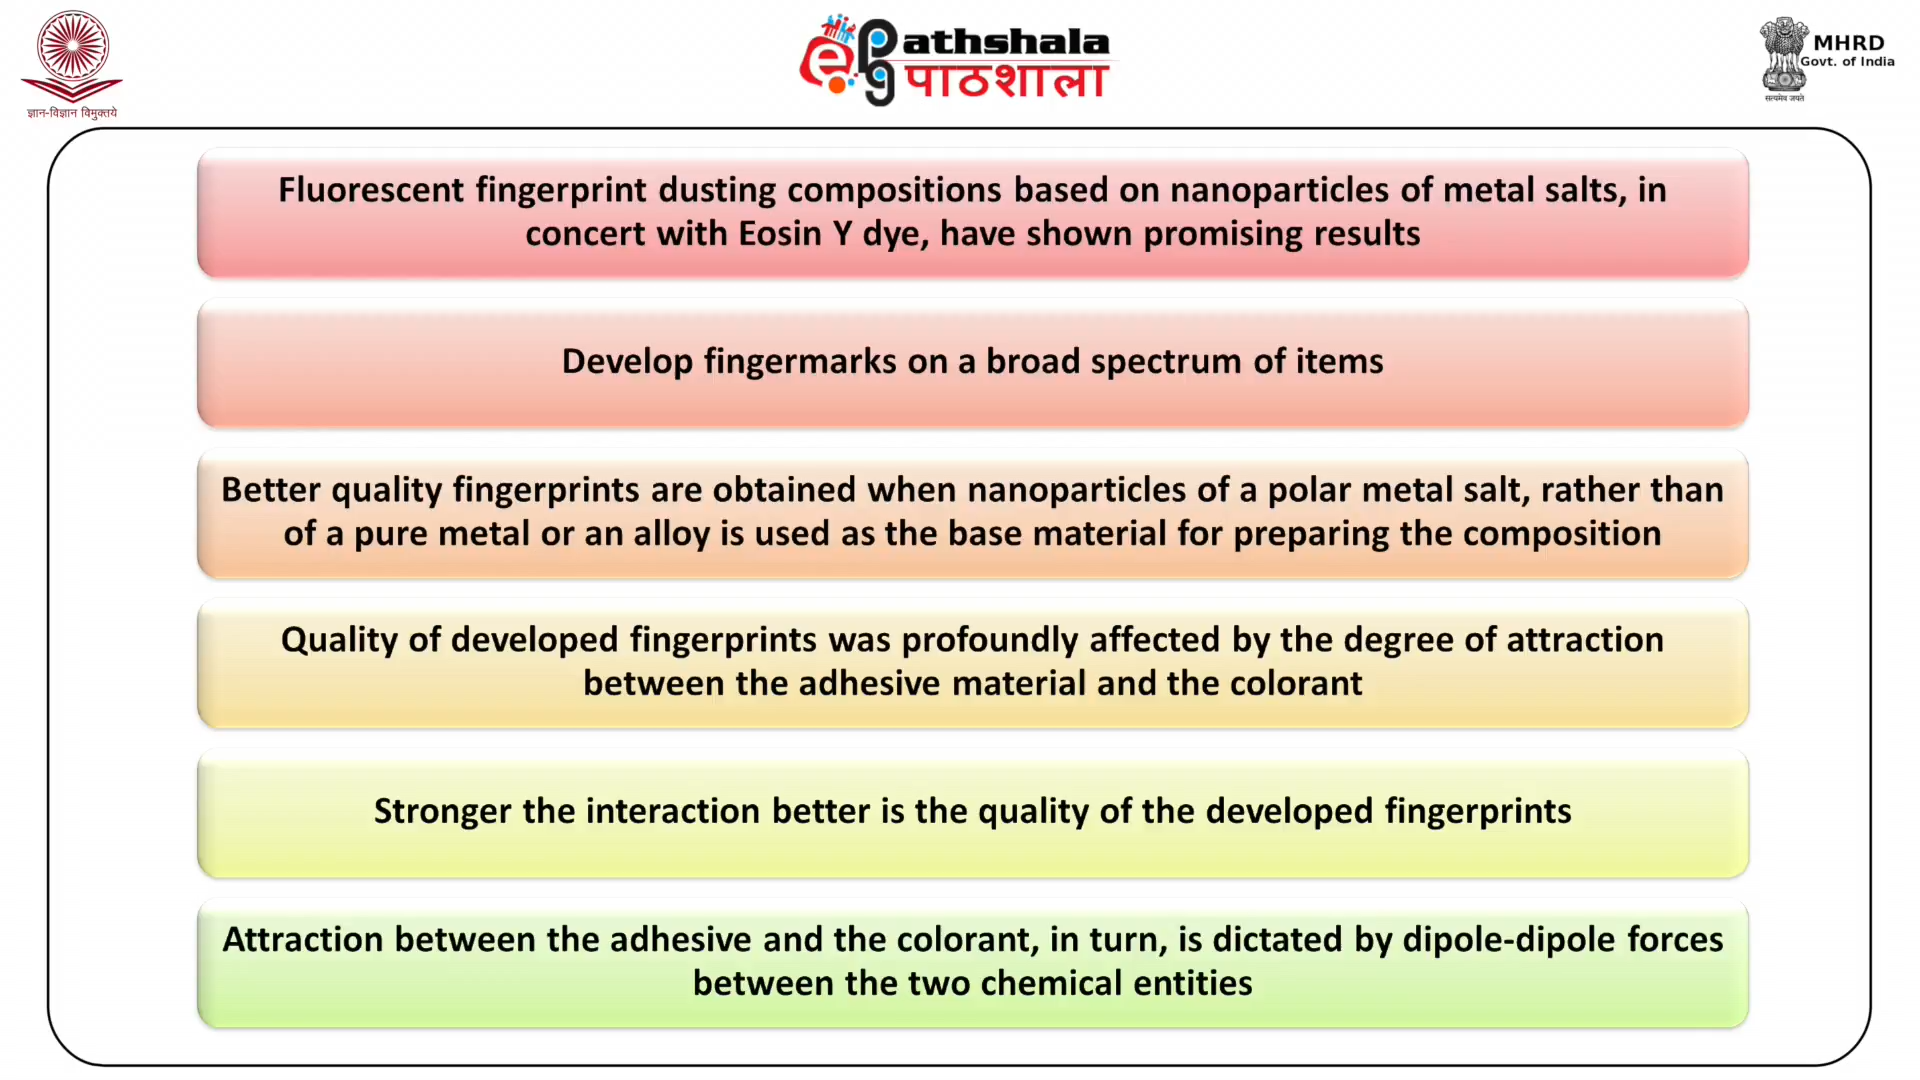 ज्ञान-विज्ञान विमुक्तये
athshala
पाठशाला
MHRD
Govt. of India
सत्यमेव जयते
Fluorescent fingerprint dusting compositions based on nanoparticles of metal salts, in
concert with Eosin Y dye, have shown promising results
Develop fingermarks on a broad spectrum of items
Better quality fingerprints are obtained when nanoparticles of a polar metal salt, rather than
of a pure metal or an alloy is used as the base material for preparing the composition
Quality of developed fingerprints was profoundly affected by the degree of attraction
between the adhesive material and the colorant
Stronger the interaction better is the quality of the developed fingerprints
Attraction between the adhesive and the colorant, in turn, is dictated by dipole-dipole forces
between the two chemical entities